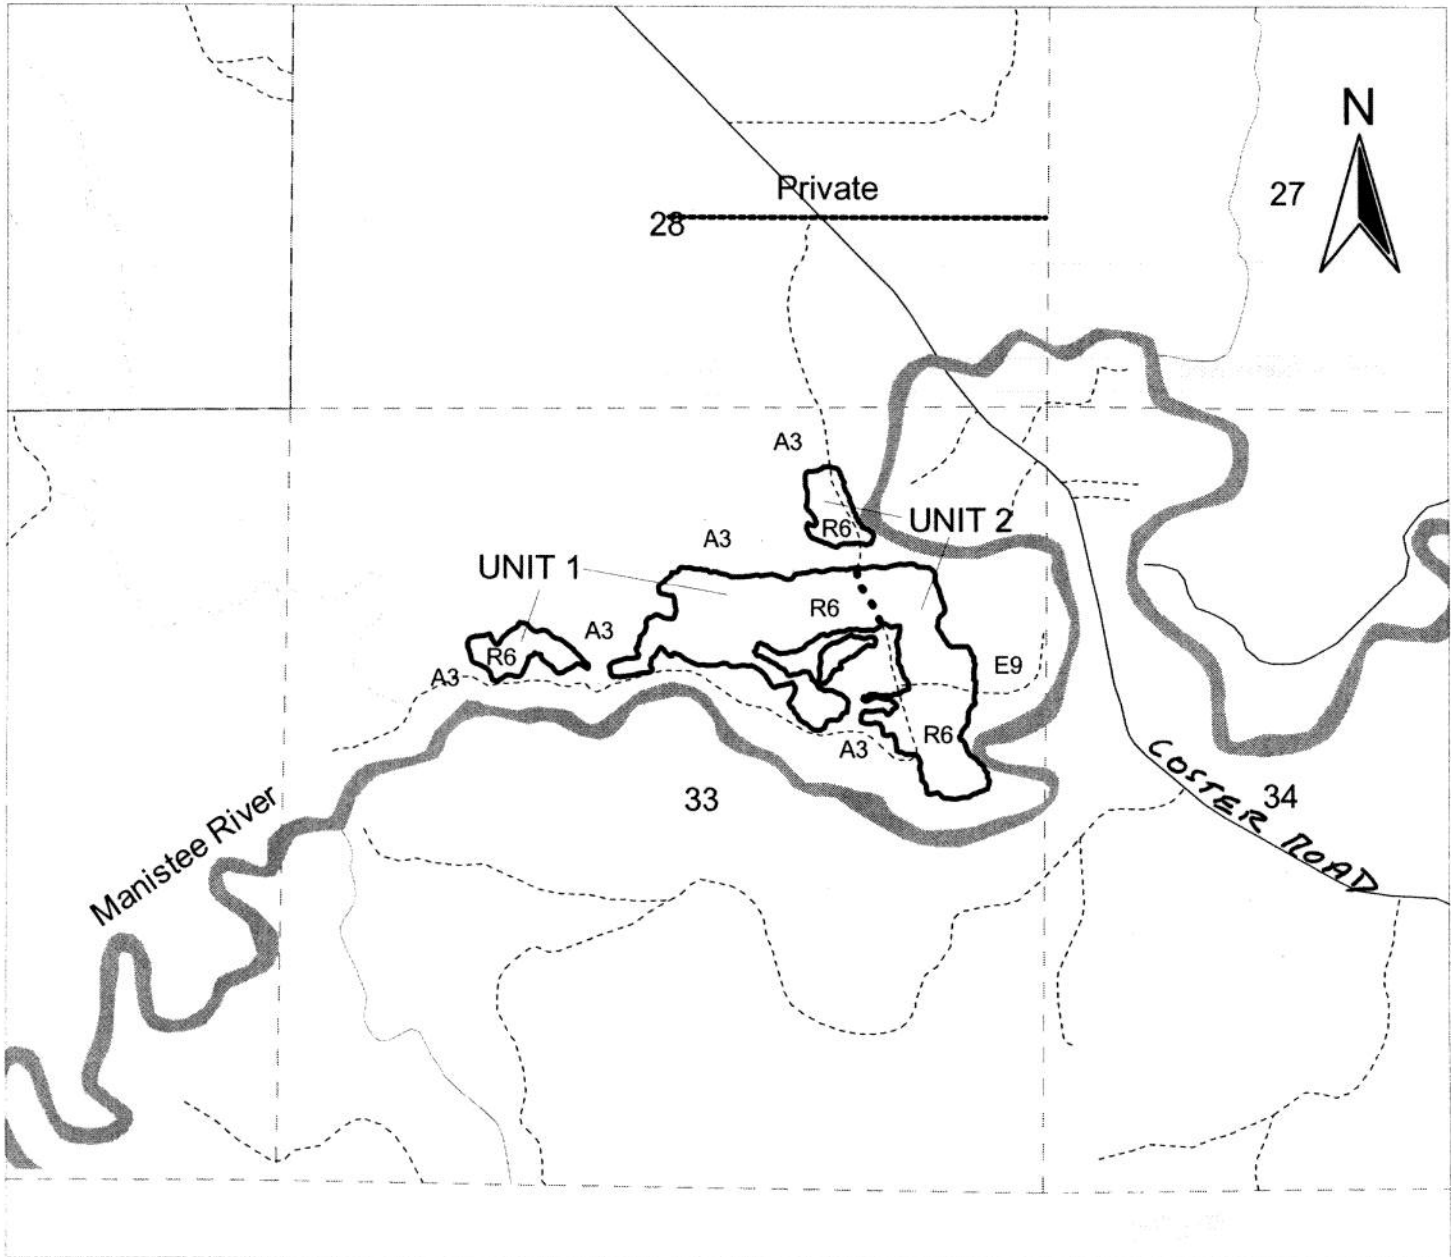 N
Private
27
28
A3
R6
UNIT 2
A3
UNIT 1
R6
A3
R6
E9
A3
R6
A3
33
34
COSTER ROAD
Manistee River